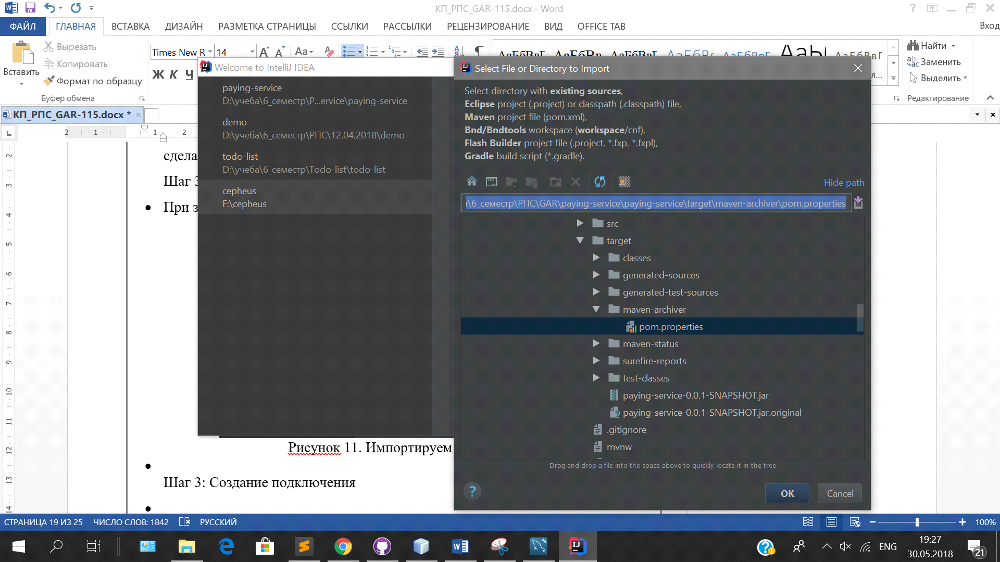 КП_РПС_GAR-115.docx - Word
ФАЙЛ ГЛАВНАЯ ВСТАВКА ДИЗАЙН РАЗМЕТКА СТРАНИЦЫ ССЫЛКИ РАССЫЛКИ РЕЦЕНЗИРОВАНИЕ ВИД OFFICE TAB Вход
Вставить
Вырезать
Копировать
Формат по образцу
Буфер обмена
Times New R 14
Ж К Ч
Найти
Заменить
Выделить
Редактирование
КП_РПС_GAR-115.docx *
2 1 1 2
сдела
Шаг 3
При з
Рисунок 11. Импортируем
Шаг 3: Создание подключения
Welcome to IntelliJ IDEA
paying-service
D:\учеба\6_семестр\Р...ervice\paying-service
demo
D:\учеба\6_семестр\РПС\12.04.2018\demo
todo-list
D:\учеба\6_семестр\Todo-list\todo-list
cepheus
F:\cepheus
Select File or Directory to Import
Select directory with existing sources,
Eclipse project (.project) or classpath (.classpath) file,
Maven project file (pom.xml),
Bnd/Bndtools workspace (workspace/cnf),
Flash Builder project file (.project, *.fxp, *.fxpl),
Gradle build script (*.gradle).
Hide path
\6_семестр\РПС\GAR\paying-service\paying-service\target\maven-archiver\pom.properties
src
target
classes
generated-sources
generated-test-sources
maven-archiver
pom.properties
maven-status
surefire-reports
test-classes
paying-service-0.0.1-SNAPSHOT.jar
paying-service-0.0.1-SNAPSHOT.jar.original
.gitignore
mvnw
Drag and drop a file into the space above to quickly locate it in the tree
OK Cancel
СТРАНИЦА 19 ИЗ 25 ЧИСЛО СЛОВ: 1842 РУССКИЙ 100%
ENG
19:27
30.05.2018
21